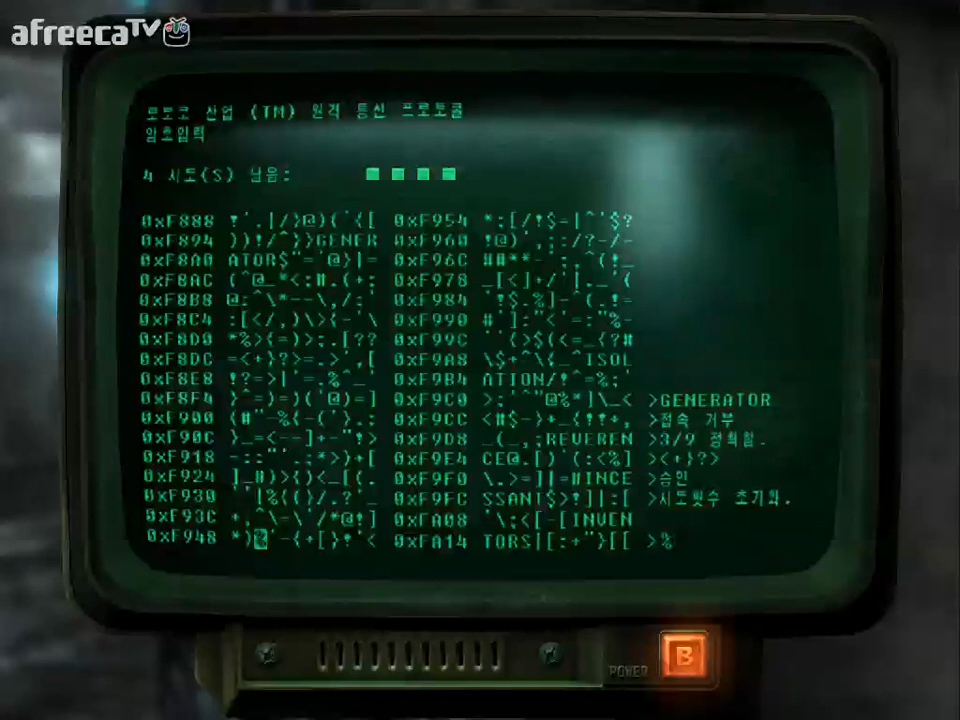 afreecaTV
토토로 산업 (TM) 원격 통신 프로토콜
암호입력
4 시도(S) 남음:
0xF888 !'.|/}@)(´{[ 0xF954 *:[/!$-|^'$?
0xF894 ))!/^}}GENER 0xF960 !@)',::/?-/-
0xF8A0 ATOR$"='@}|= 0xF96C ##**-´:,^(!_
0xF8AC (^@_*<:#.(+; 0xF978 _[<]+/']._'(
0xF8B8 @:^\*--\,/:' 0xF984 '!$.%]-^(.!=
0xF8C4 :[</,)\>{-'\ 0xF990 #']:"<'=:"%-
0xF8D0 *%>{=)>:.[?? 0xF99C ´{>$(<=_{?#
0xF8DC =<+}?>=.>',[ 0xF9A8 \$+^\{_^ISOL
0xF8E8 !?=>|'=.%^_´ 0xF9B4 ATION/!^=%;'
0xF8F4 }^=)=)('@)=] 0xF9C0 >:'^"@%*]\_< >GENERATOR
0xF900 (#"-%{-('}.: 0xF9CC <#$-}+´{!!+, >접속 거부
0xF90C }_=<--]+-"!> 0xF9D8 _(_,:REVEREN >3/9 정확함.
0xF918 -::"'.:*>)+[ 0xF9E4 CE@.[)´(:<%] ><+}?>
0xF924 ]_#)>{)<_[(. 0xF9F0 \.>=]|=#INCE >승인
0xF930 ´'[%({)/.?'_ 0xF9FC SSANT$>!]|:[ >시도횟수 초기화.
0xF93C +,^\-\´/*@!] 0xFA08 '\:<[-[INVEN
0xF948 *)%'-{+[}!'< 0xFA14 TORS|[:+"}[[ >%
POWER
B